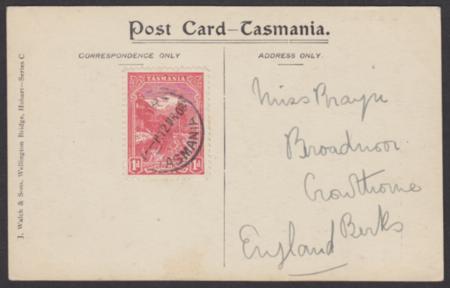 Post Card–Tasmania.
CORRESPONDENCE ONLY
ADDRESS ONLY.
J. Walch & Sons, Wellington Bridge, Hobart—Series C
TASMANIA
1d 1d
TASMANIA
Miss
Broadmoor
Crowthorne
Berks
England